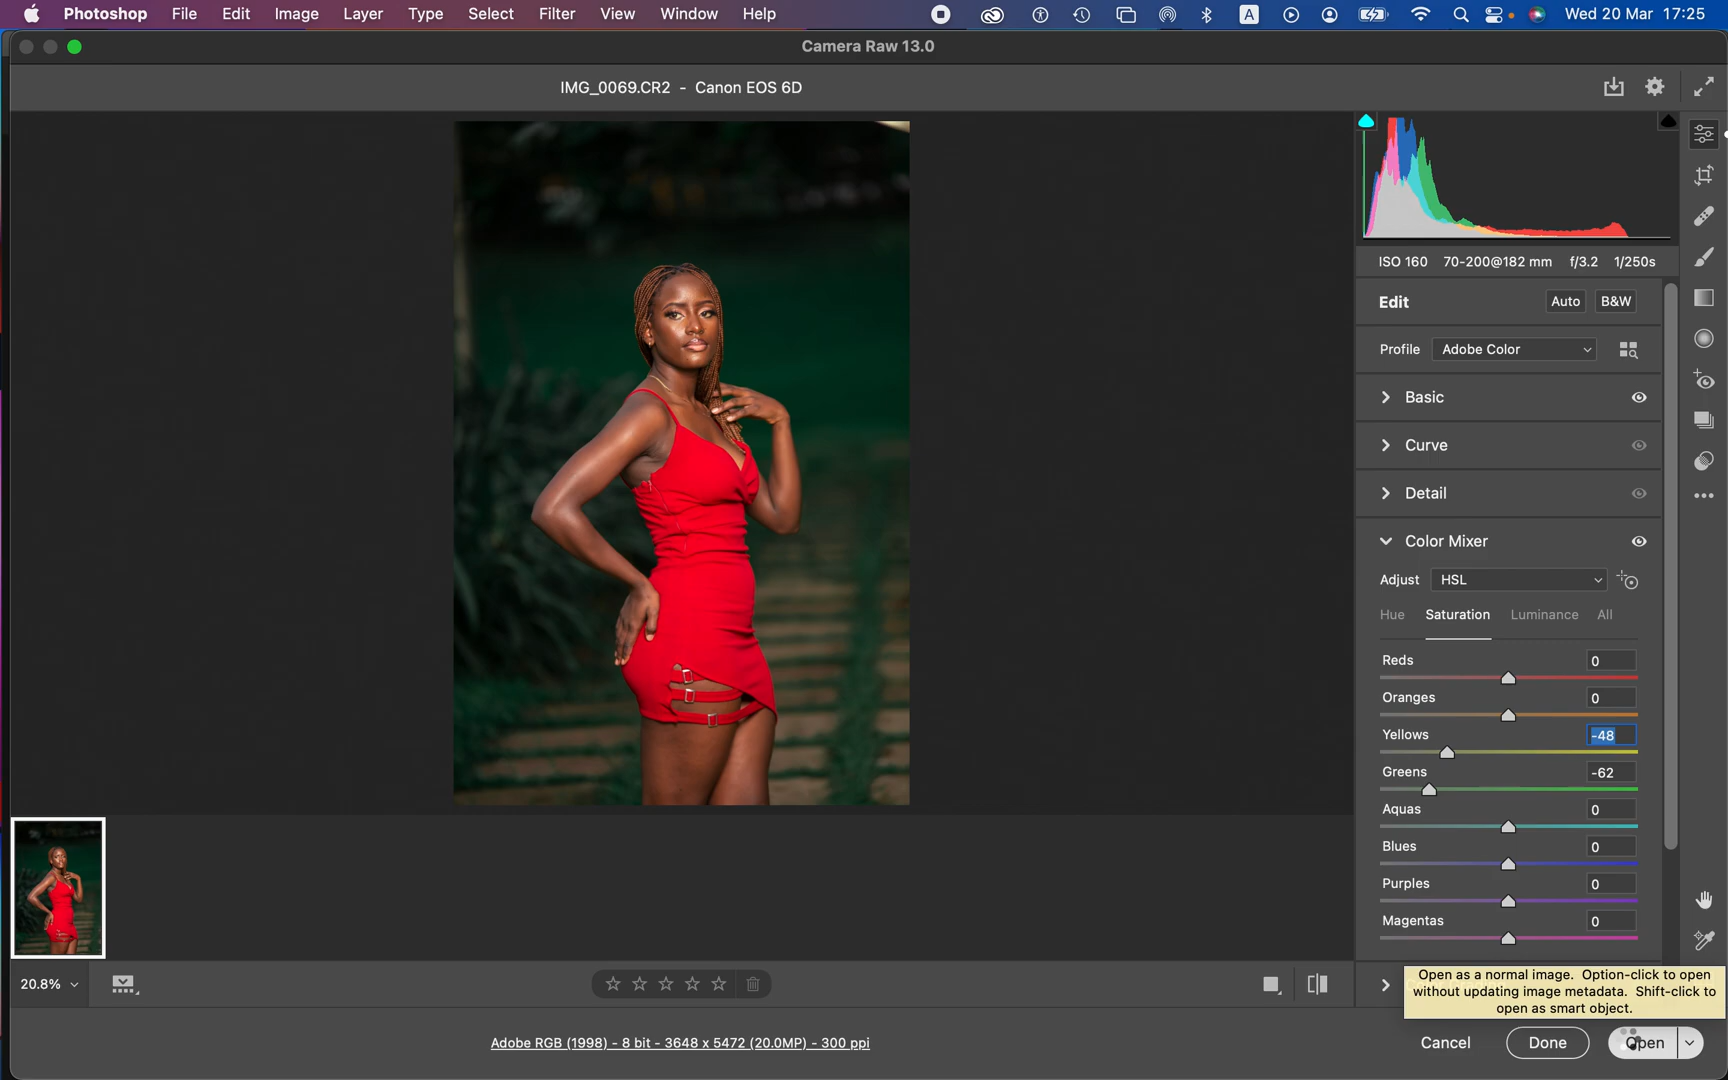 Photoshop File Edit Image Layer Type Select Filter View Window Help A Wed 20 Mar 17:25
Camera Raw 13.0
IMG_0069.CR2 - Canon EOS 6D
ISO 160 70-200@182 mm f/3.2 1/250s
Edit Auto B&W
Profile Adobe Color
Basic
Curve
Detail
Color Mixer
Adjust HSL
Hue Saturation Luminance All
Reds 0
Oranges 0
Yellows -48
Greens -62
Aquas 0
Blues 0
Purples 0
Magentas 0
Open as a normal image. Option-click to open
without updating image metadata. Shift-click to
open as smart object.
20.8%
Adobe RGB (1998) - 8 bit - 3648 x 5472 (20.0MP) - 300 ppi
Cancel Done Open